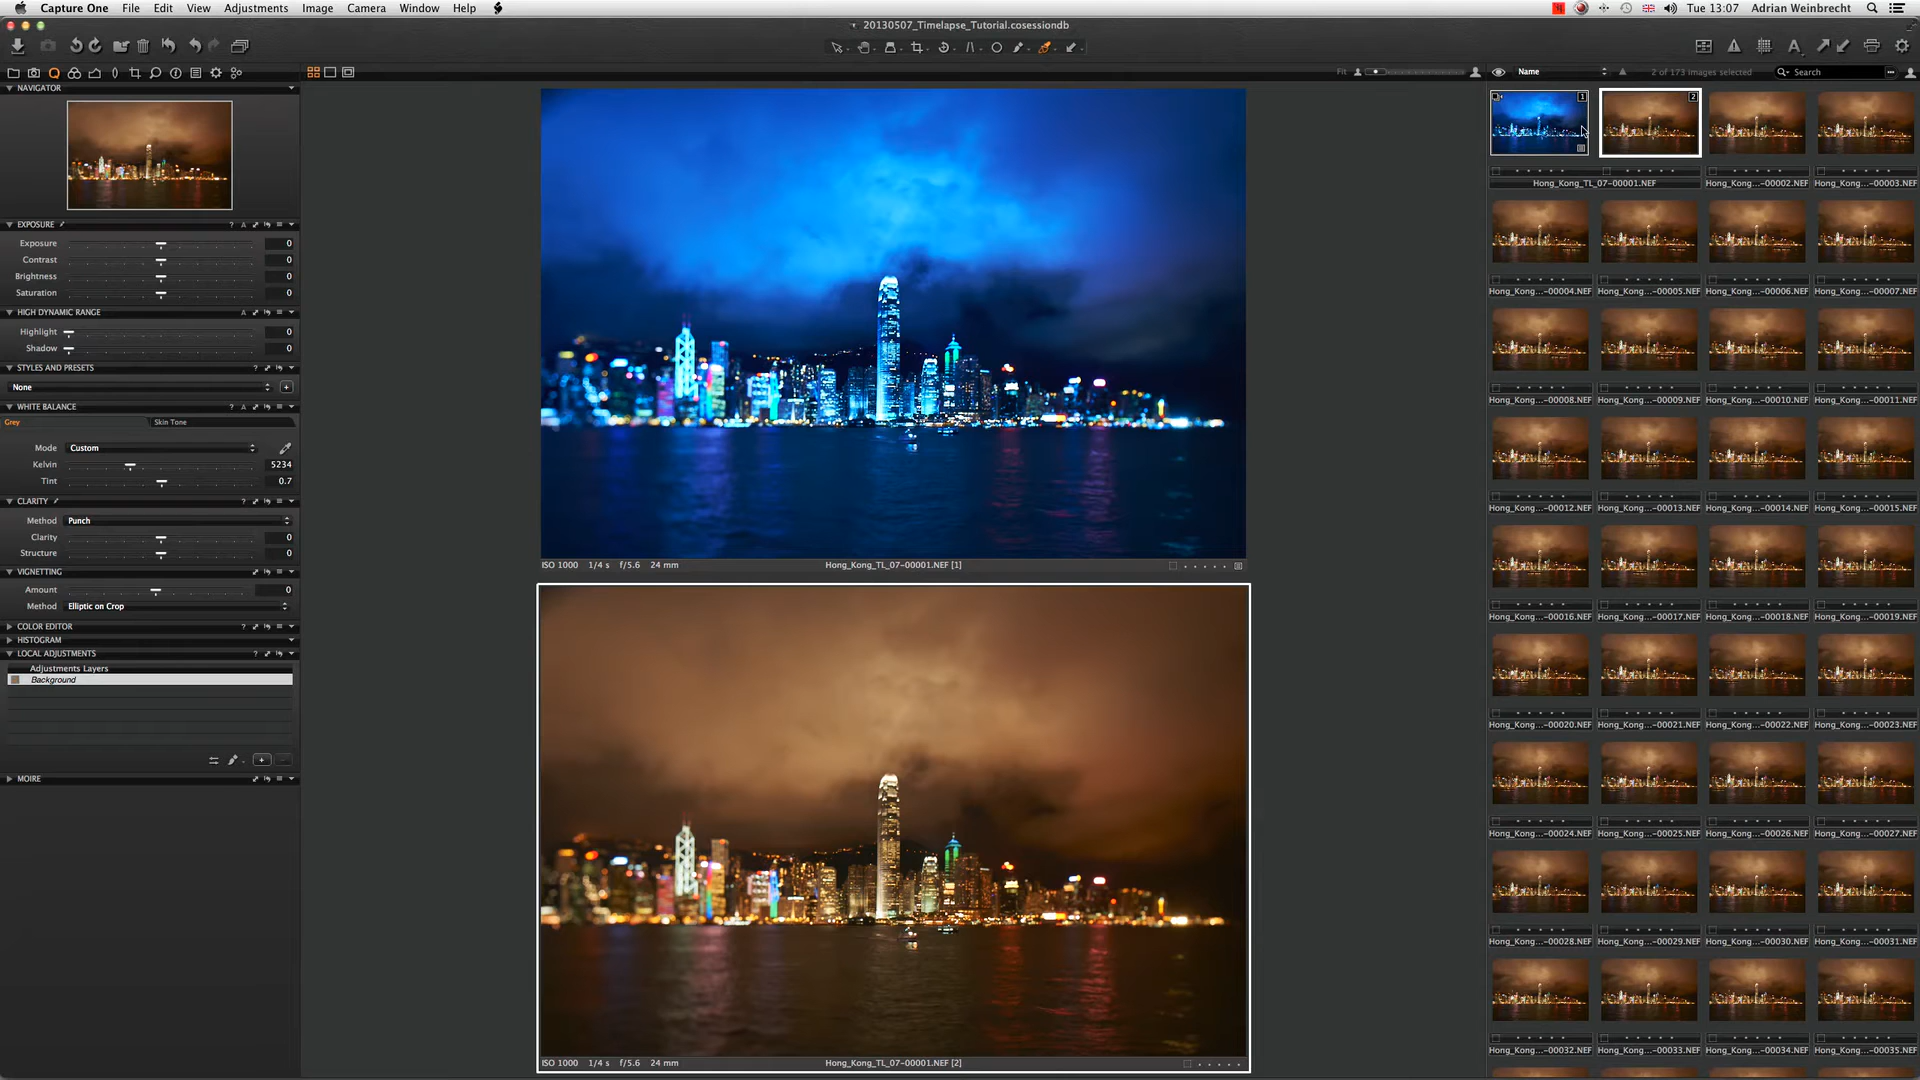 Capture One File Edit View Adjustments Image Camera Window Help Tue 13:07 Adrian Weinbrecht
20130507_Timelapse_Tutorial.cosessiondb
Fit Name 2 of 173 images selected Search
NAVIGATOR
EXPOSURE
Exposure 0
Contrast 0
Brightness 0
Saturation 0
HIGH DYNAMIC RANGE
Highlight 0
Shadow 0
STYLES AND PRESETS
None
WHITE BALANCE
Grey Skin Tone
Mode Custom
Kelvin 5234
Tint 0.7
CLARITY
Method Punch
Clarity 0
Structure 0
VIGNETTING
Amount 0
Method Elliptic on Crop
COLOR EDITOR
HISTOGRAM
LOCAL ADJUSTMENTS
Adjustments Layers
Background
MOIRE
ISO 1000 1/4 s f/5.6 24 mm Hong_Kong_TL_07-00001.NEF [1]
ISO 1000 1/4 s f/5.6 24 mm Hong_Kong_TL_07-00001.NEF [2]
1 2
Hong_Kong_TL_07-00001.NEF Hong_Kong...-00002.NEF Hong_Kong...-00003.NEF
Hong_Kong...-00004.NEF Hong_Kong...-00005.NEF Hong_Kong...-00006.NEF Hong_Kong...-00007.NEF
Hong_Kong...-00008.NEF Hong_Kong...-00009.NEF Hong_Kong...-00010.NEF Hong_Kong...-00011.NEF
Hong_Kong...-00012.NEF Hong_Kong...-00013.NEF Hong_Kong...-00014.NEF Hong_Kong...-00015.NEF
Hong_Kong...-00016.NEF Hong_Kong...-00017.NEF Hong_Kong...-00018.NEF Hong_Kong...-00019.NEF
Hong_Kong...-00020.NEF Hong_Kong...-00021.NEF Hong_Kong...-00022.NEF Hong_Kong...-00023.NEF
Hong_Kong...-00024.NEF Hong_Kong...-00025.NEF Hong_Kong...-00026.NEF Hong_Kong...-00027.NEF
Hong_Kong...-00028.NEF Hong_Kong...-00029.NEF Hong_Kong...-00030.NEF Hong_Kong...-00031.NEF
Hong_Kong...-00032.NEF Hong_Kong...-00033.NEF Hong_Kong...-00034.NEF Hong_Kong...-00035.NEF